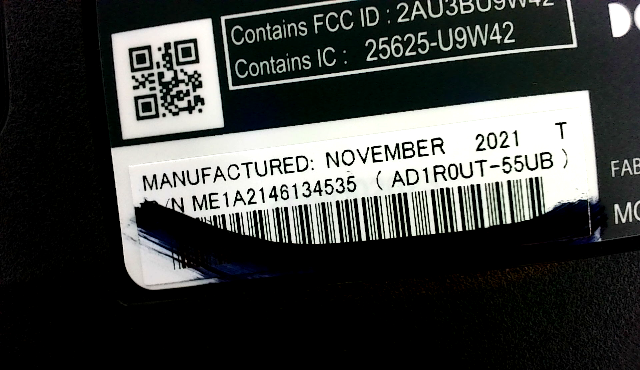 Contains FCC ID : 2AU3BU9W42
Contains IC : 25625-U9W42
MANUFACTURED: NOVEMBER 2021 T
/N ME1A2146134535 ( AD1R0UT-55UB )